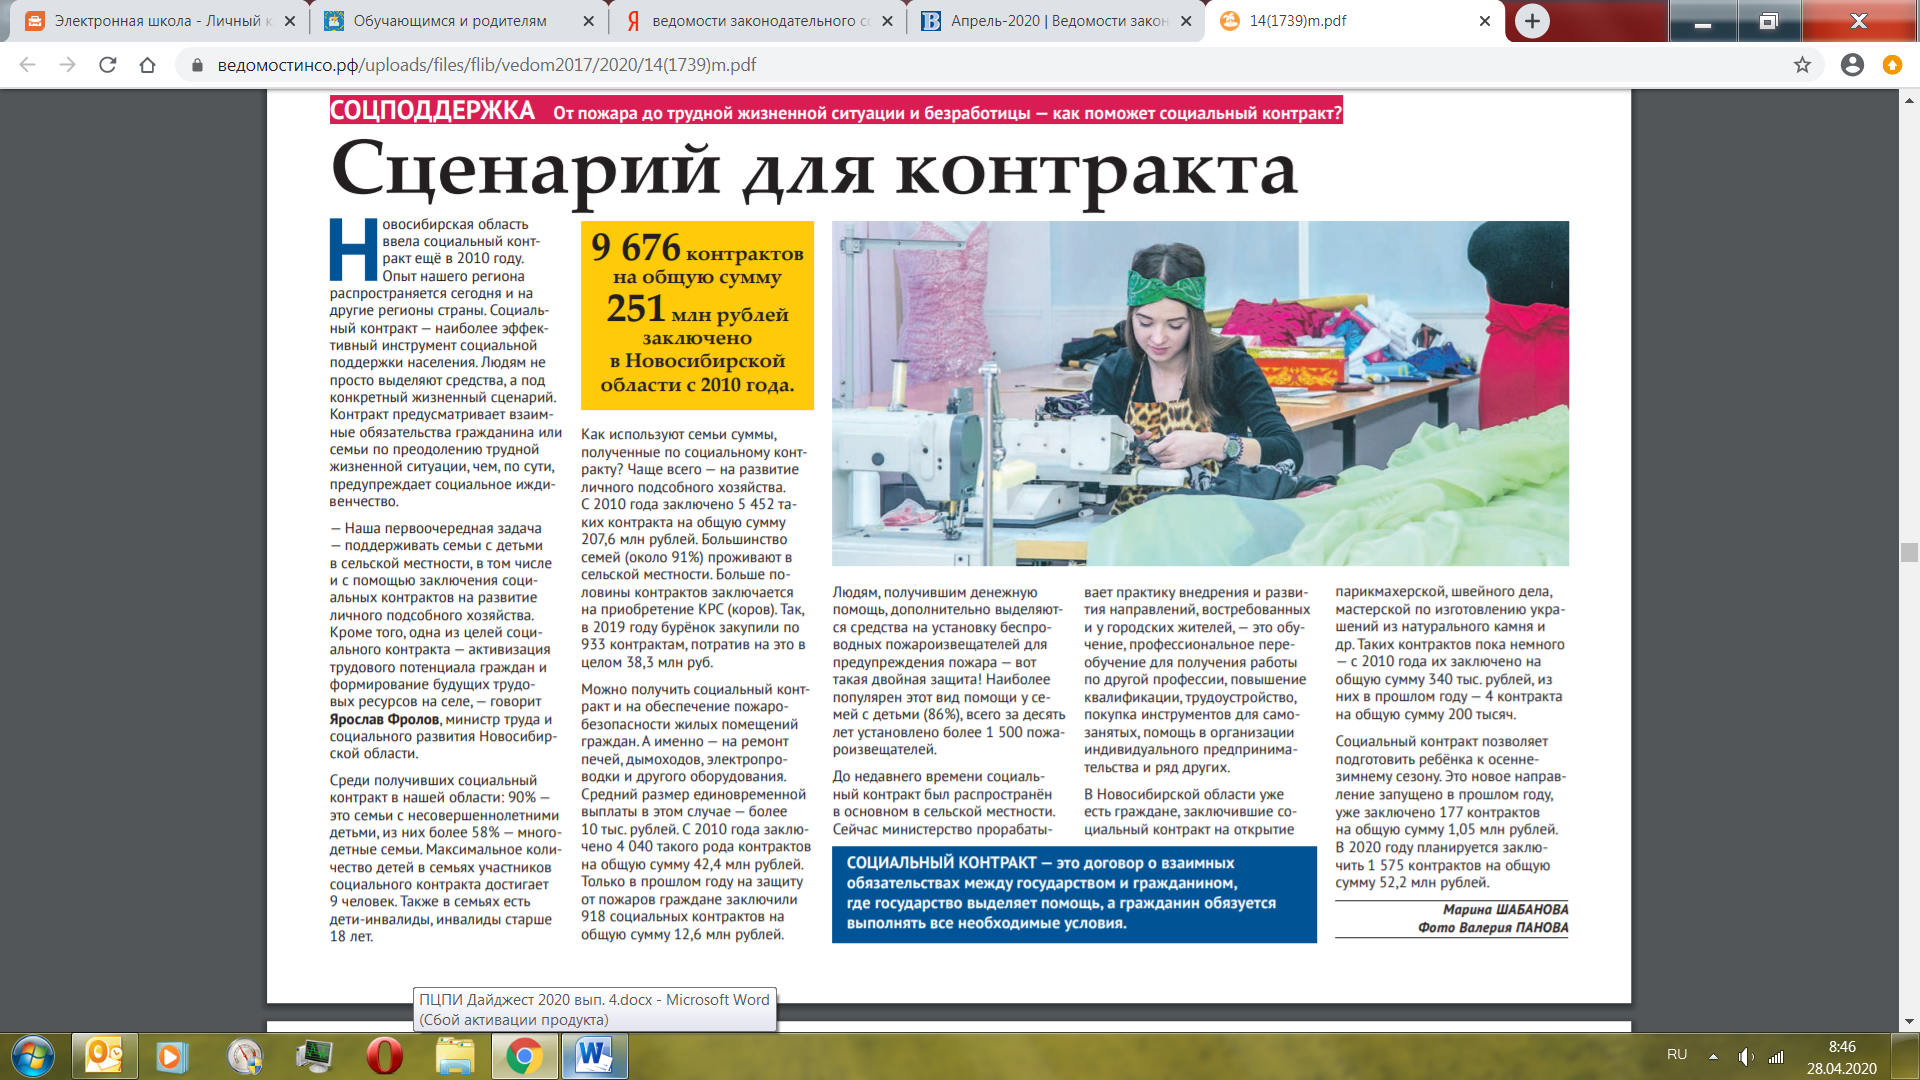 Электронная школа - Личный к
Обучающимся и родителям
ведомости законодательного со
Апрель-2020 | Ведомости закон
14(1739)m.pdf
ведомостинсо.рф/uploads/files/flib/vedom2017/2020/14(1739)m.pdf
СОЦПОДДЕРЖКА От пожара до трудной жизненной ситуации и безработицы — как поможет социальный контракт?
Сценарий для контракта
Новосибирская область
ввела социальный конт-
ракт ещё в 2010 году.
Опыт нашего региона
распространяется сегодня и на
другие регионы страны. Социаль-
ный контракт — наиболее эффек-
тивный инструмент социальной
поддержки населения. Людям не
просто выделяют средства, а под
конкретный жизненный сценарий.
Контракт предусматривает взаим-
ные обязательства гражданина или
семьи по преодолению трудной
жизненной ситуации, чем, по сути,
предупреждает социальное ижди-
венчество.
— Наша первоочередная задача
— поддерживать семьи с детьми
в сельской местности, в том числе
и с помощью заключения соци-
альных контрактов на развитие
личного подсобного хозяйства.
Кроме того, одна из целей соци-
ального контракта — активизация
трудового потенциала граждан и
формирование будущих трудо-
вых ресурсов на селе, — говорит
Ярослав Фролов, министр труда и
социального развития Новосибир-
ской области.
Среди получивших социальный
контракт в нашей области: 90% —
это семьи с несовершеннолетними
детьми, из них более 58% — много-
детные семьи. Максимальное коли-
чество детей в семьях участников
социального контракта достигает
9 человек. Также в семьях есть
дети-инвалиды, инвалиды старше
18 лет.
9 676 контрактов
на общую сумму
251 млн рублей
заключено
в Новосибирской
области с 2010 года.
Как используют семьи суммы,
полученные по социальному конт-
ракту? Чаще всего — на развитие
личного подсобного хозяйства.
С 2010 года заключено 5 452 та-
ких контракта на общую сумму
207,6 млн рублей. Большинство
семей (около 91%) проживают в
сельской местности. Больше по-
ловины контрактов заключается
на приобретение КРС (коров). Так,
в 2019 году бурёнок закупили по
933 контрактам, потратив на это в
целом 38,3 млн руб.
Можно получить социальный конт-
ракт и на обеспечение пожаро-
безопасности жилых помещений
граждан. А именно — на ремонт
печей, дымоходов, электропро-
водки и другого оборудования.
Средний размер единовременной
выплаты в этом случае — более
10 тыс. рублей. С 2010 года заклю-
чено 4 040 такого рода контрактов
на общую сумму 42,4 млн рублей.
Только в прошлом году на защиту
от пожаров граждане заключили
918 социальных контрактов на
общую сумму 12,6 млн рублей.
Людям, получившим денежную
помощь, дополнительно выделяют-
ся средства на установку беспро-
водных пожароизвещателей для
предупреждения пожара — вот
такая двойная защита! Наиболее
популярен этот вид помощи у се-
мей с детьми (86%), всего за десять
лет установлено более 1 500 пожа-
роизвещателей.
До недавнего времени социаль-
ный контракт был распространён
в основном в сельской местности.
Сейчас министерство прорабаты-
вает практику внедрения и разви-
тия направлений, востребованных
и у городских жителей, — это обу-
чение, профессиональное пере-
обучение для получения работы
по другой профессии, повышение
квалификации, трудоустройство,
покупка инструментов для само-
занятых, помощь в организации
индивидуального предпринима-
тельства и ряд других.
В Новосибирской области уже
есть граждане, заключившие со-
циальный контракт на открытие
парикмахерской, швейного дела,
мастерской по изготовлению укра-
шений из натурального камня и
др. Таких контрактов пока немного
— с 2010 года их заключено на
общую сумму 340 тыс. рублей, из
них в прошлом году — 4 контракта
на общую сумму 200 тысяч.
Социальный контракт позволяет
подготовить ребёнка к осенне-
зимнему сезону. Это новое направ-
ление запущено в прошлом году,
уже заключено 177 контрактов
на общую сумму 1,05 млн рублей.
В 2020 году планируется заклю-
чить 1 575 контрактов на общую
сумму 52,2 млн рублей.
Марина ШАБАНОВА
Фото Валерия ПАНОВА
СОЦИАЛЬНЫЙ КОНТРАКТ — это договор о взаимных
обязательствах между государством и гражданином,
где государство выделяет помощь, а гражданин обязуется
выполнять все необходимые условия.
ПЦПИ Дайджест 2020 вып. 4.docx - Microsoft Word
(Сбой активации продукта)
RU
8:46
28.04.2020